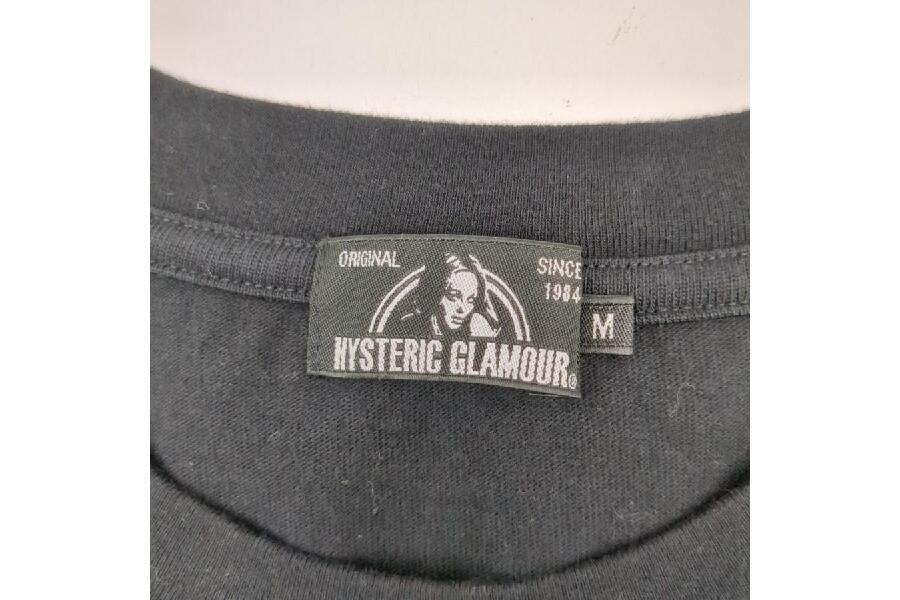 ORIGINAL
SINCE
1984
HYSTERIC GLAMOUR®
M